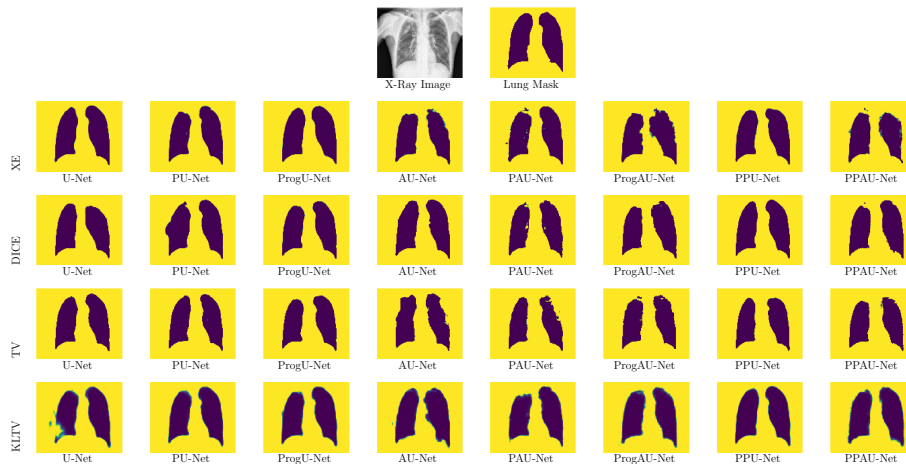 X-Ray Image Lung Mask
XE
U-Net PU-Net ProgU-Net AU-Net PAU-Net ProgAU-Net PPU-Net PPAU-Net
DICE
U-Net PU-Net ProgU-Net AU-Net PAU-Net ProgAU-Net PPU-Net PPAU-Net
TV
U-Net PU-Net ProgU-Net AU-Net PAU-Net ProgAU-Net PPU-Net PPAU-Net
KLTV
U-Net PU-Net ProgU-Net AU-Net PAU-Net ProgAU-Net PPU-Net PPAU-Net